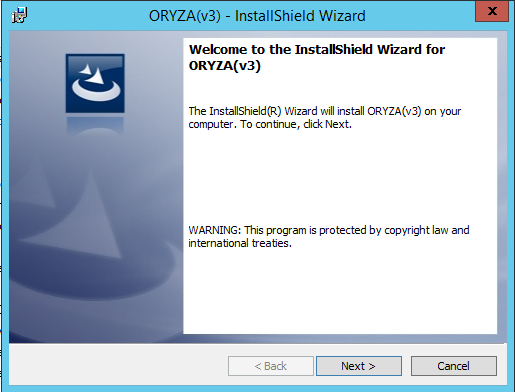 ORYZA(v3) - InstallShield Wizard
x
Welcome to the InstallShield Wizard for
ORYZA(v3)
The InstallShield(R) Wizard will install ORYZA(v3) on your
computer. To continue, click Next.
WARNING: This program is protected by copyright law and
international treaties.
< Back
Next >
Cancel